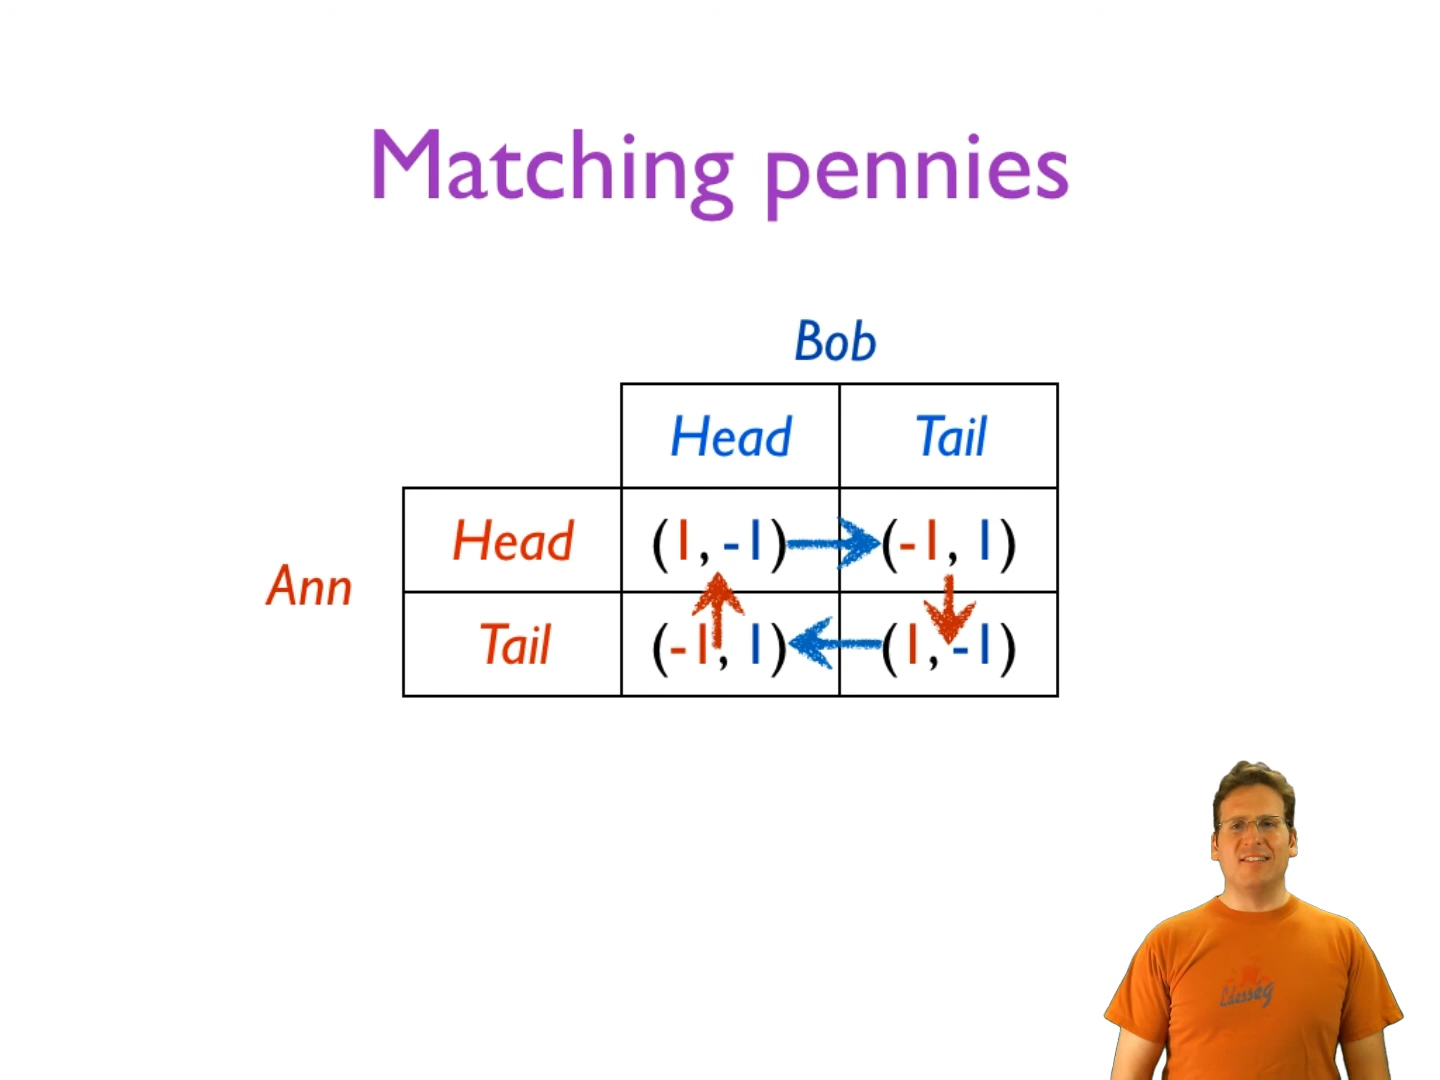 Matching pennies
Bob
Head Tail
Head (1, -1) (-1, 1)
Ann
Tail (-1, 1) (1, -1)